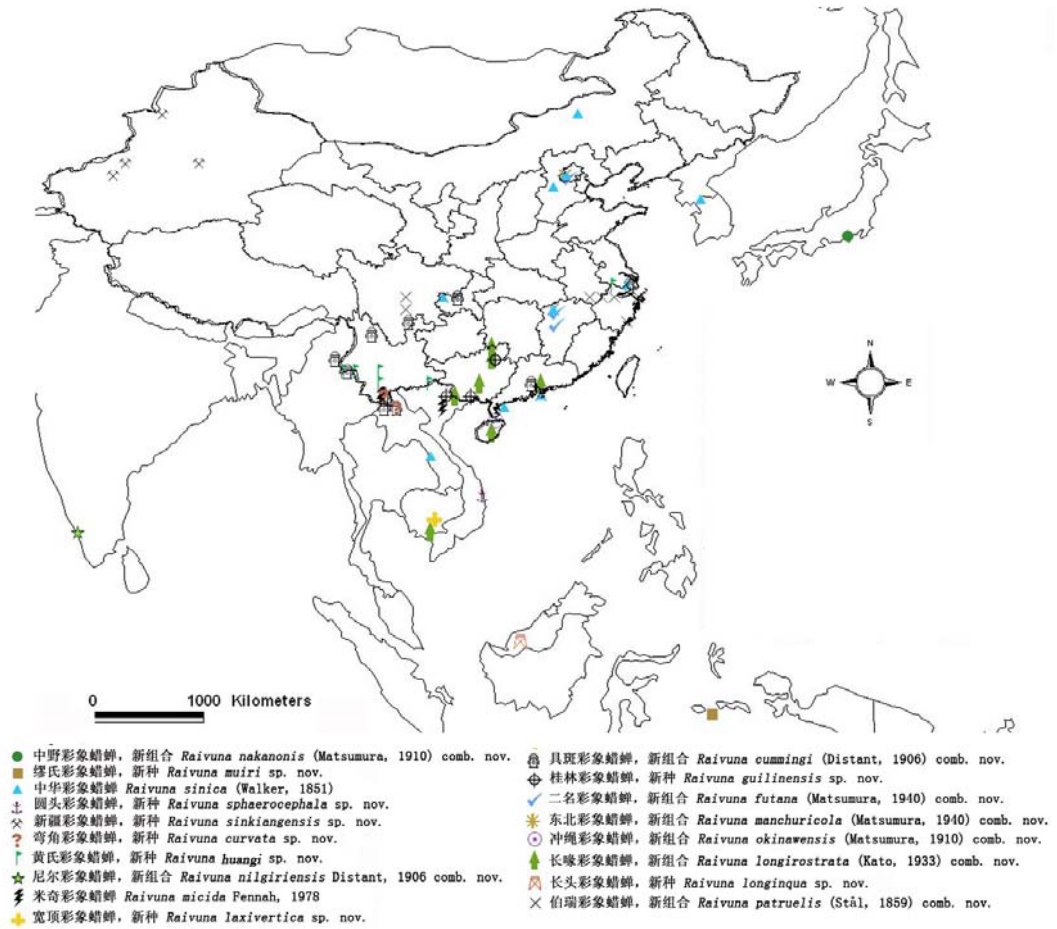 N
W E
S
0 1000 Kilometers
中野彩象蜡蝉，新组合 Raivuna nakanonis (Matsumura, 1910) comb. nov.
缪氏彩象蜡蝉，新种 Raivuna muiri sp. nov.
中华彩象蜡蝉 Raivuna sinica (Walker, 1851)
圆头彩象蜡蝉，新种 Raivuna sphaerocephala sp. nov.
新疆彩象蜡蝉，新种 Raivuna sinkiangensis sp. nov.
弯角彩象蜡蝉，新种 Raivuna curvata sp. nov.
黄氏彩象蜡蝉，新种 Raivuna huangi sp. nov.
尼尔彩象蜡蝉，新组合 Raivuna nilgiriensis Distant, 1906 comb. nov.
米奇彩象蜡蝉 Raivuna micida Fennah, 1978
宽顶彩象蜡蝉，新种 Raivuna laxivertica sp. nov.
具斑彩象蜡蝉，新组合 Raivuna cummingi (Distant, 1906) comb. nov.
桂林彩象蜡蝉，新种 Raivuna guilinensis sp. nov.
二名彩象蜡蝉，新组合 Raivuna futana (Matsumura, 1940) comb. nov.
东北彩象蜡蝉，新组合 Raivuna manchuricola (Matsumura, 1940) comb. nov.
冲绳彩象蜡蝉，新组合 Raivuna okinawensis (Matsumura, 1910) comb. nov.
长喙彩象蜡蝉，新组合 Raivuna longirostrata (Kato, 1933) comb. nov.
长头彩象蜡蝉，新种 Raivuna longinqua sp. nov.
伯瑞彩象蜡蝉，新组合 Raivuna patruelis (Stål, 1859) comb. nov.